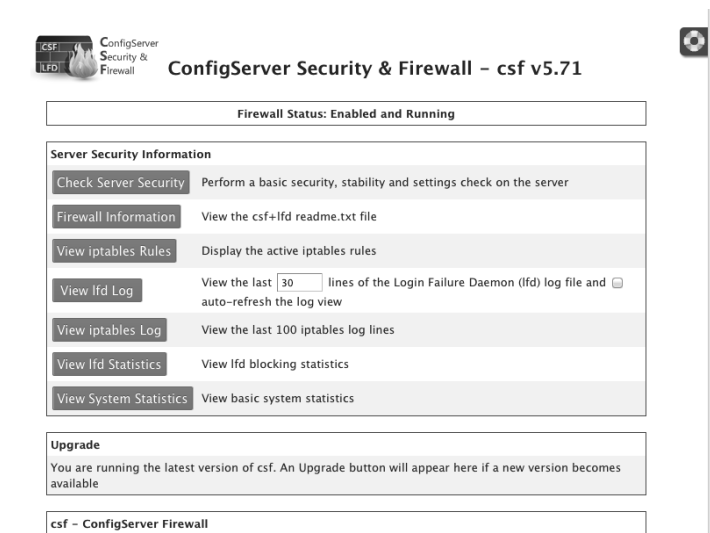 CSF
LFD
ConfigServer
Security &
Firewall
ConfigServer Security & Firewall – csf v5.71
Firewall Status: Enabled and Running
Server Security Information
Check Server Security Perform a basic security, stability and settings check on the server
Firewall Information View the csf+lfd readme.txt file
View iptables Rules Display the active iptables rules
View lfd Log View the last 30 lines of the Login Failure Daemon (lfd) log file and
auto-refresh the log view
View iptables Log View the last 100 iptables log lines
View lfd Statistics View lfd blocking statistics
View System Statistics View basic system statistics
Upgrade
You are running the latest version of csf. An Upgrade button will appear here if a new version becomes
available
csf – ConfigServer Firewall